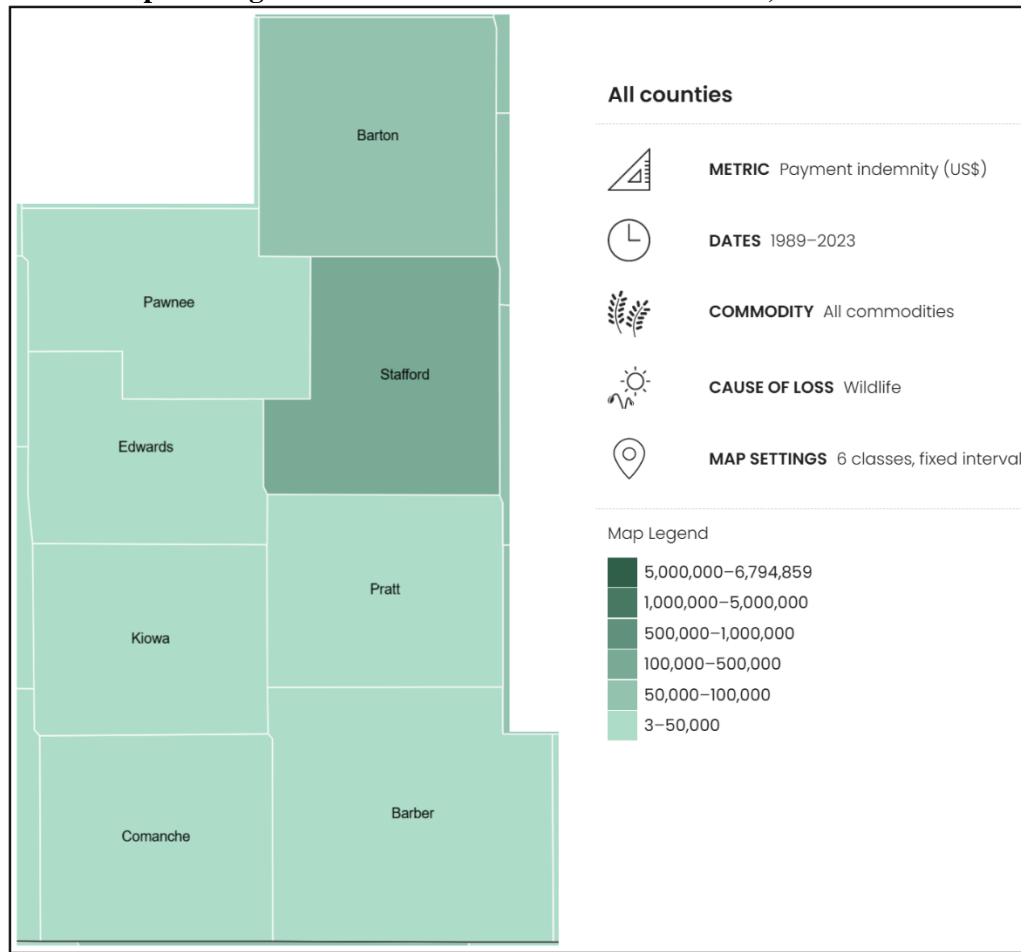 Barton
Pawnee
Stafford
Edwards
Pratt
Kiowa
Barber
Comanche
All counties
METRIC Payment indemnity (US$)
DATES 1989–2023
COMMODITY All commodities
CAUSE OF LOSS Wildlife
MAP SETTINGS 6 classes, fixed interval
Map Legend
5,000,000–6,794,859
1,000,000–5,000,000
500,000–1,000,000
100,000–500,000
50,000–100,000
3–50,000